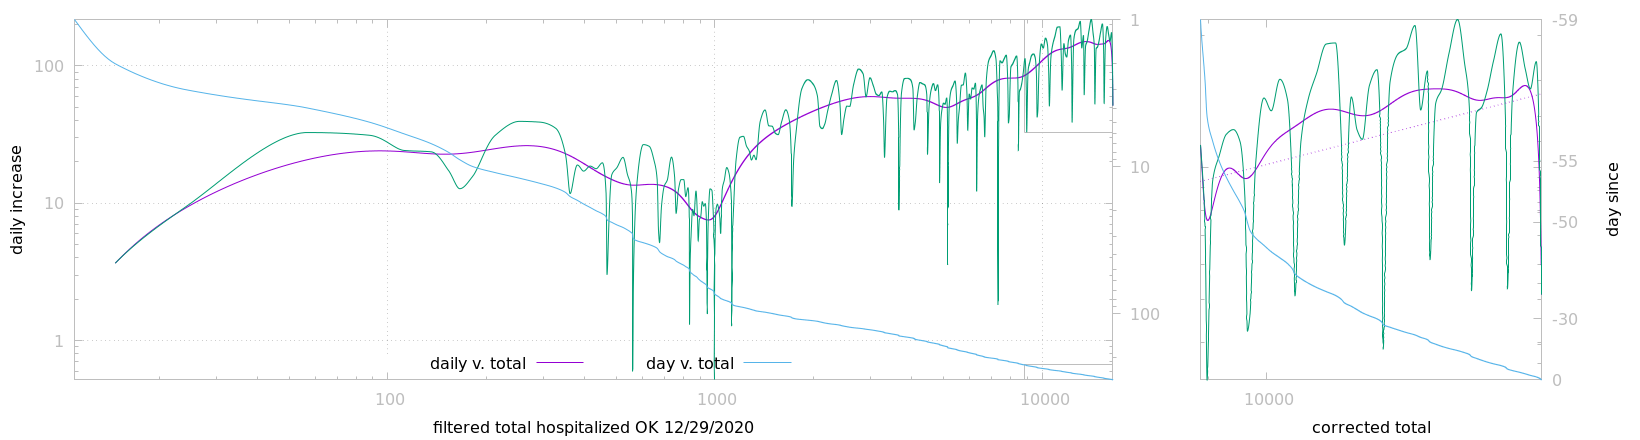 daily increase
100
10
1
daily v. total
day v. total
100
1000
10000
filtered total hospitalized OK 12/29/2020
1
10
100
10000
corrected total
-59
-55
-50
-30
0
day since